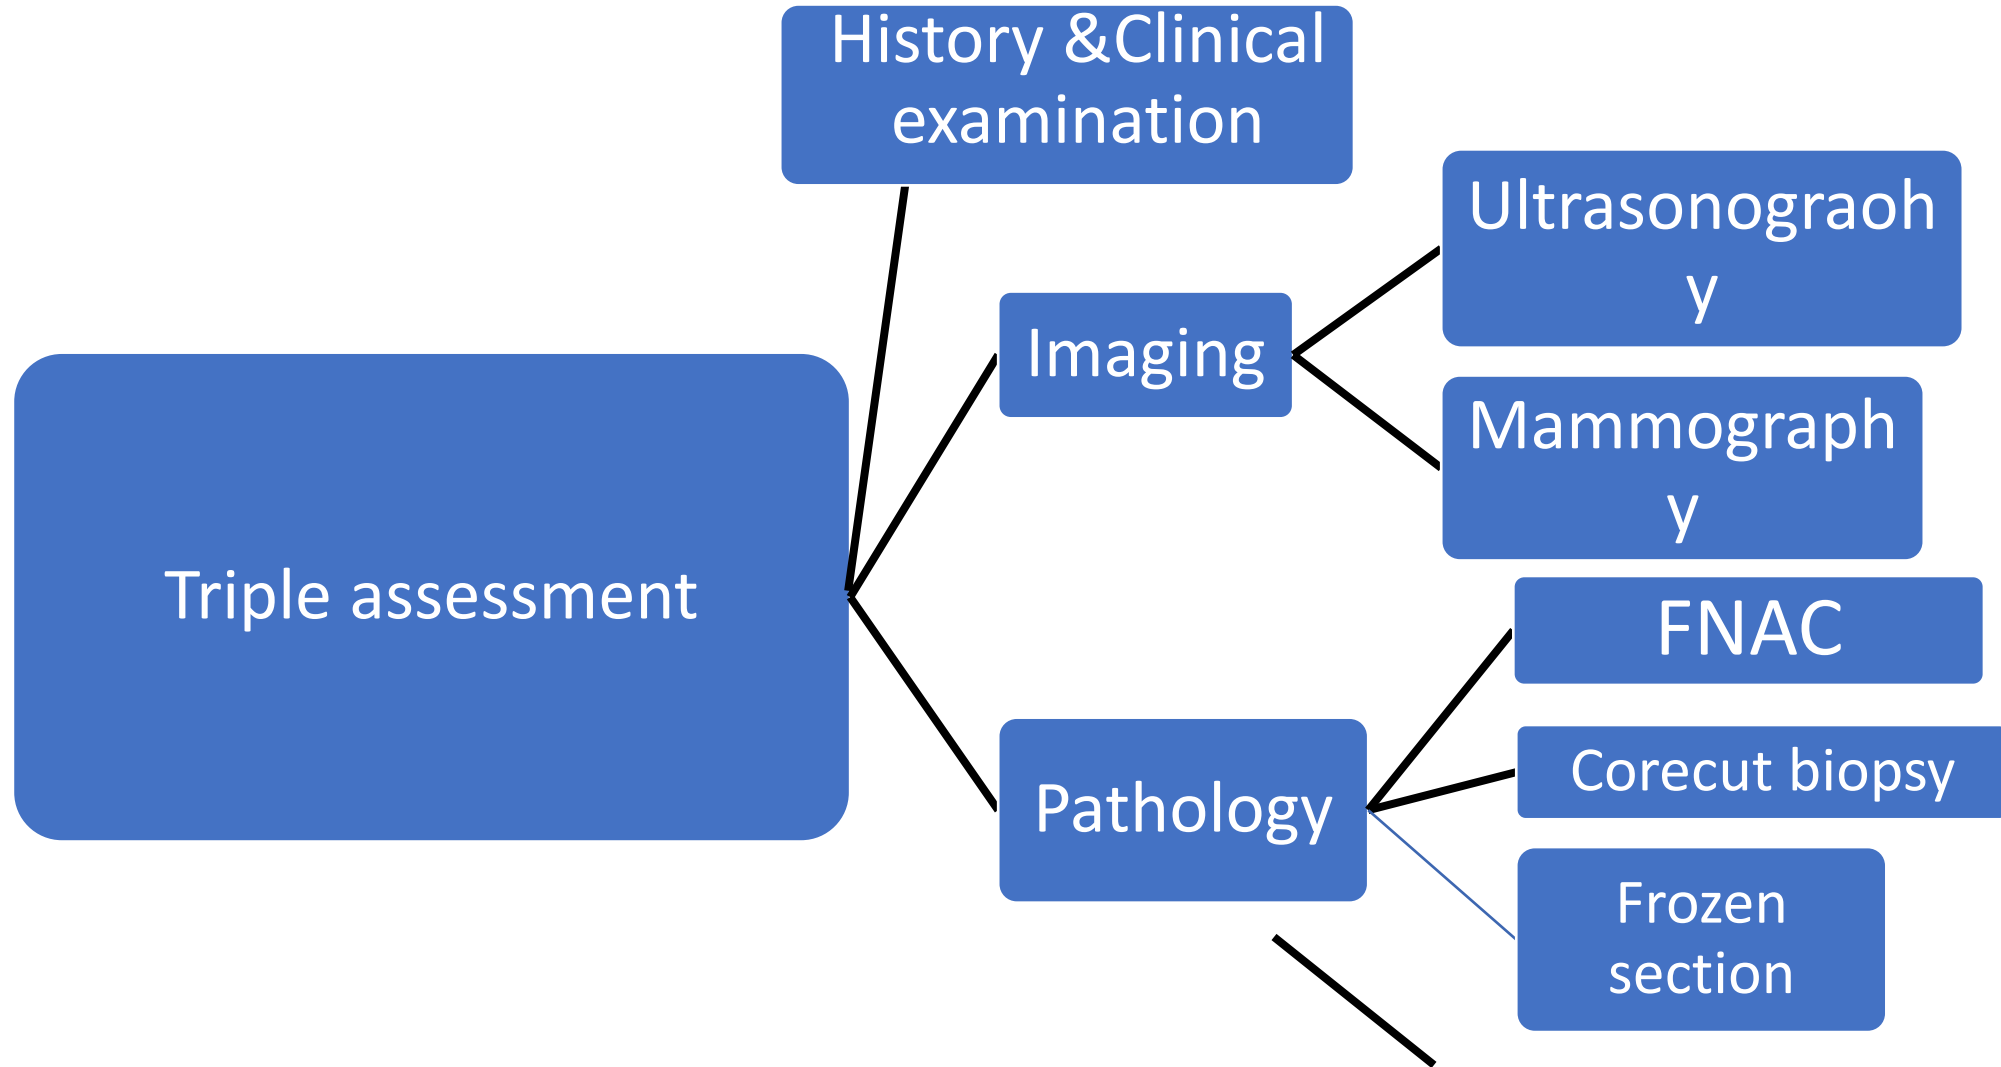 History &Clinical
examination
Ultrasonograoh
y
Imaging
Mammograph
y
Triple assessment
FNAC
Corecut biopsy
Pathology
Frozen
section